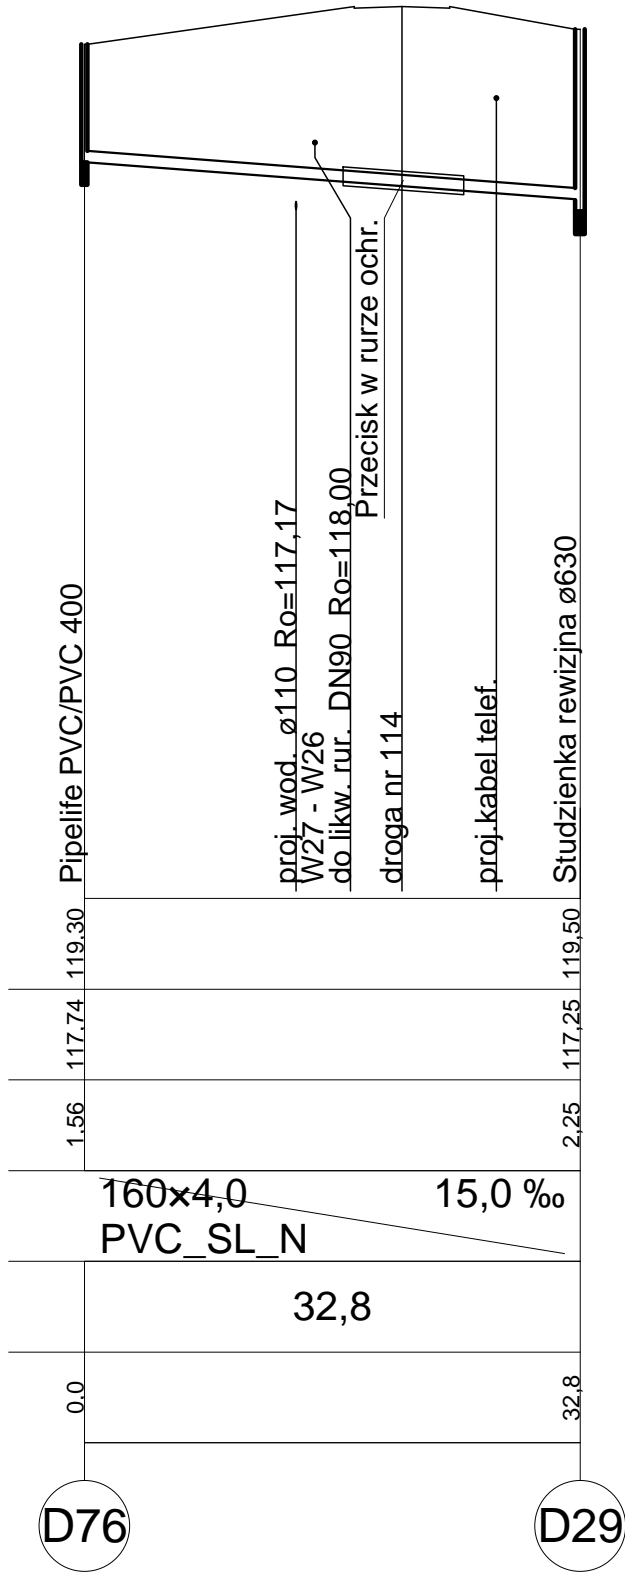 Pipelife PVC/PVC 400
proj. wod. ø110 Ro=117,17
W27 - W26
do likw. rur. DN90 Ro=118,00
Przecisk w rurze ochr.
droga nr 114
proj.kabel telef.
Studzienka rewizjna ø630
119.30
119,50
117.74
117,25
1.56
2,25
160×4,0
15,0 ‰
PVC_SL_N
32,8
0.0
32,8
D76
D29